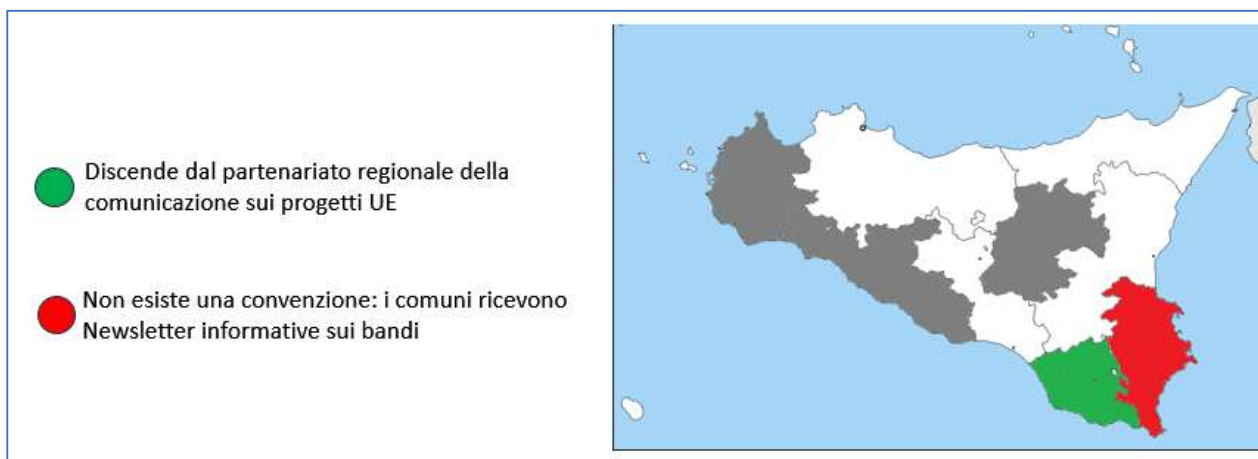 Discende dal partenariato regionale della
comunicazione sui progetti UE
Non esiste una convenzione: i comuni ricevono
Newsletter informative sui bandi